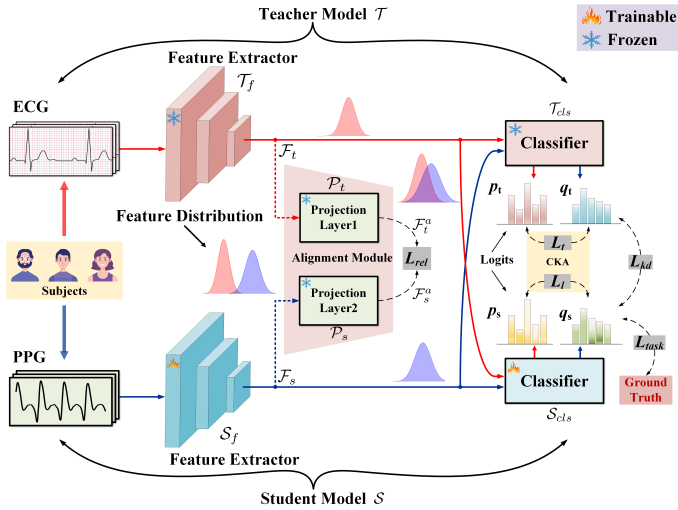 Teacher Model 𝒯
Trainable
Frozen
Feature Extractor
𝒯_f
ECG
𝒯_cls
Classifier
ℱ_t
𝒫_t
p_t
q_t
Projection
Layer1
ℱ_t^a
Feature Distribution
Alignment Module
L_rel
Logits
L_f
CKA
L_l
L_kd
Subjects
Projection
Layer2
ℱ_s^a
𝒫_s
p_s
q_s
L_task
PPG
ℱ_s
Classifier
Ground
Truth
𝒮_f
𝒮_cls
Feature Extractor
Student Model 𝒮